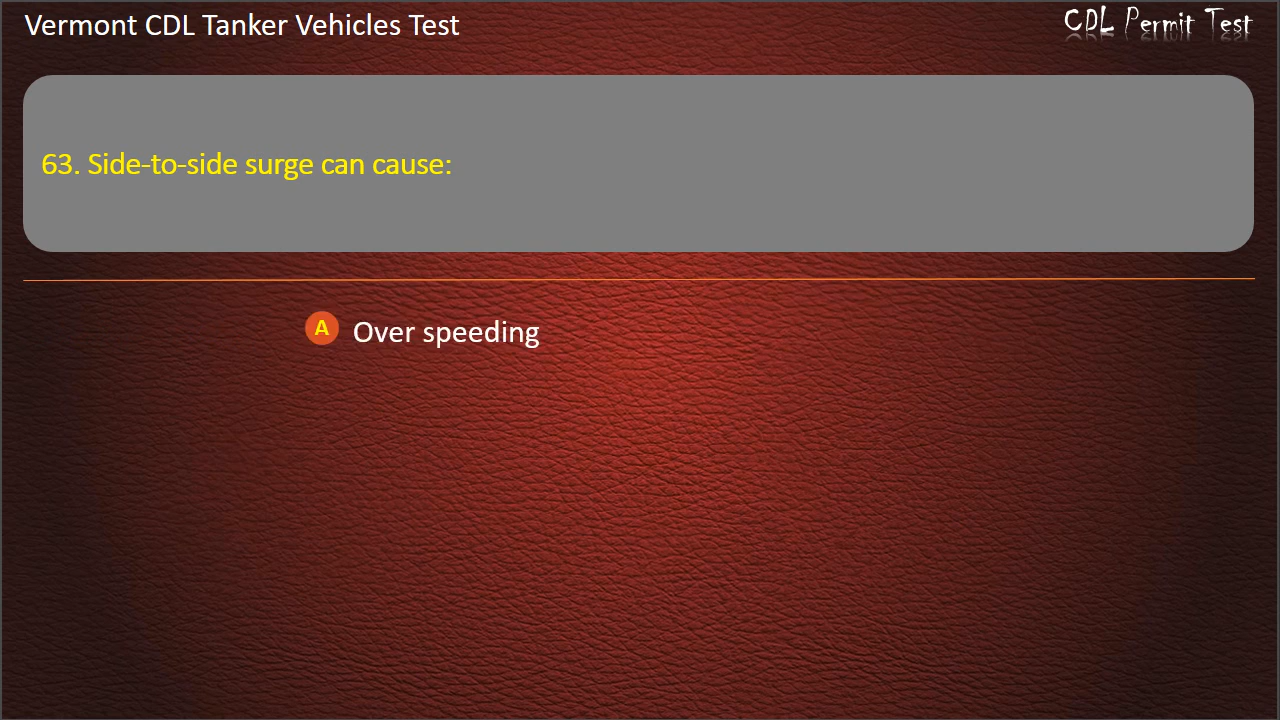 Vermont CDL Tanker Vehicles Test
CDL Permit Test
63. Side-to-side surge can cause:
A Over speeding